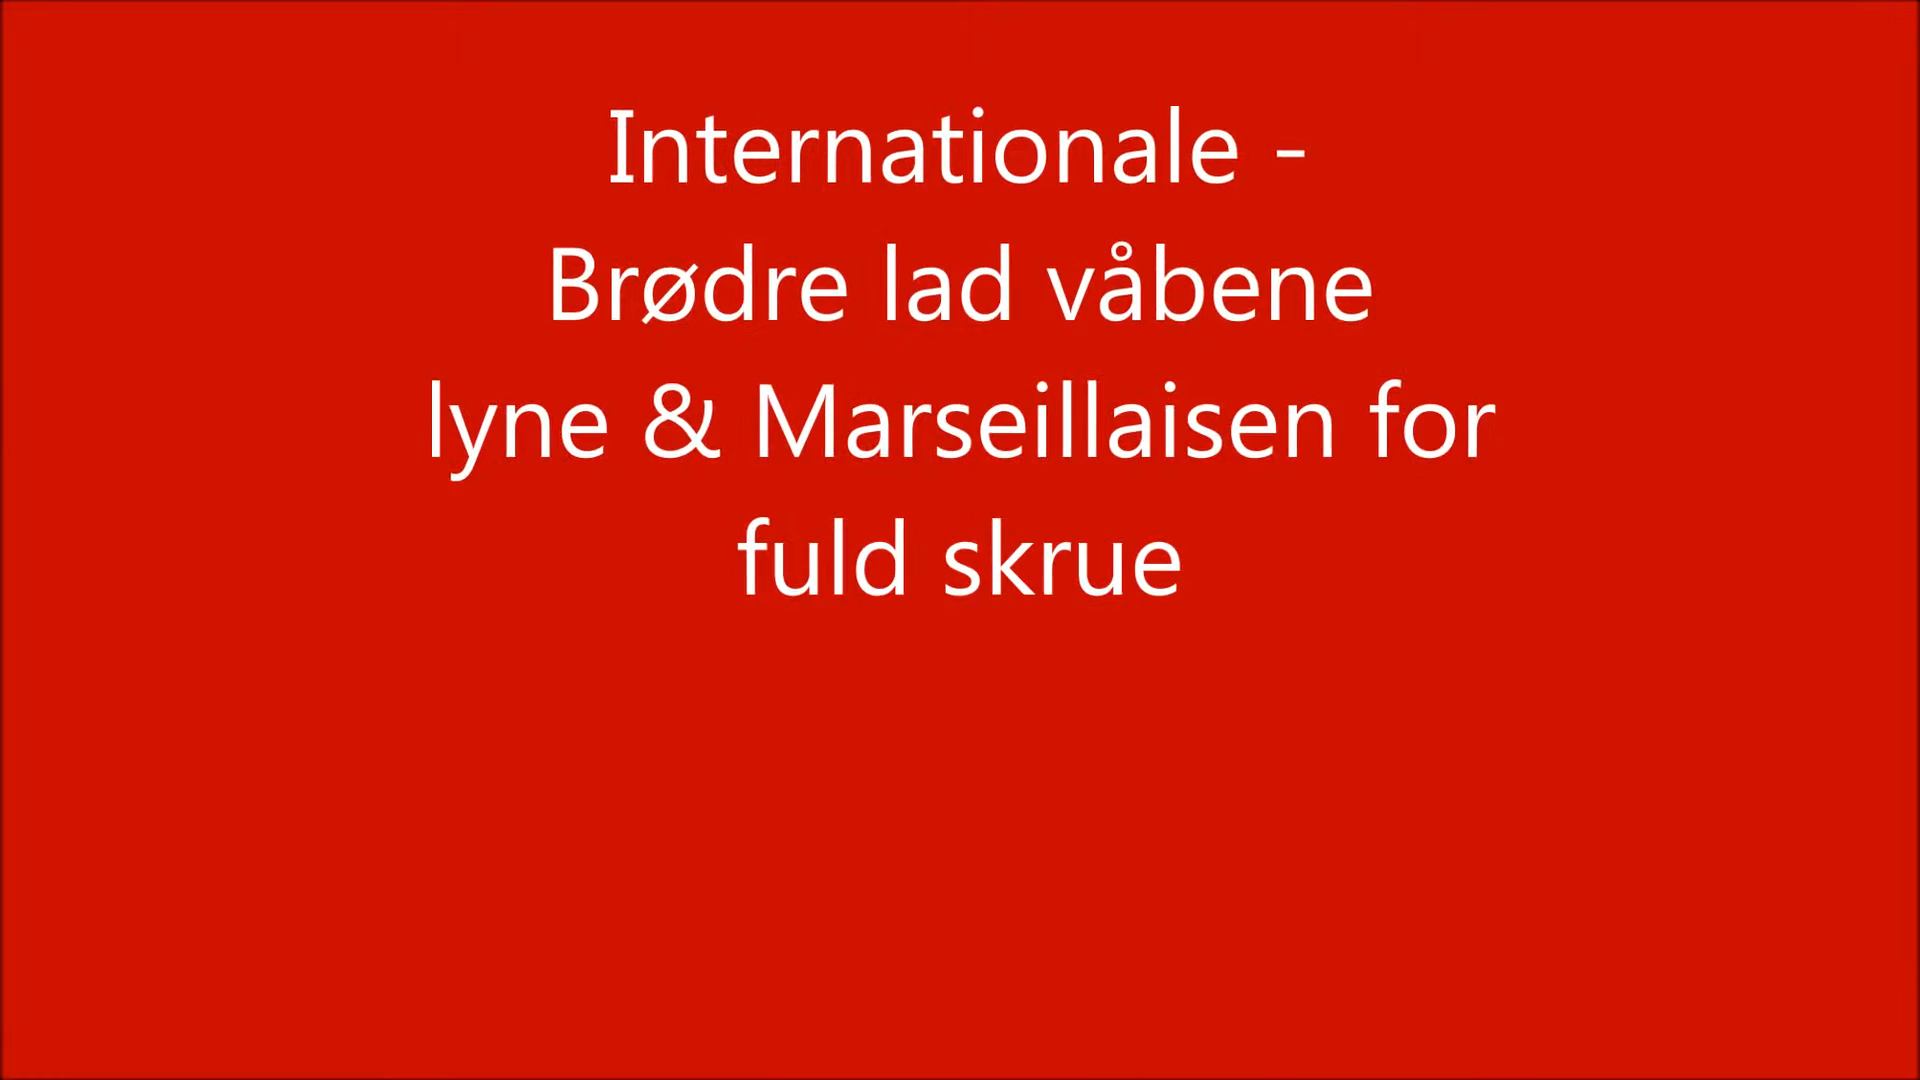 Internationale -
Brødre lad våbene
lyne & Marseillaisen for
fuld skrue